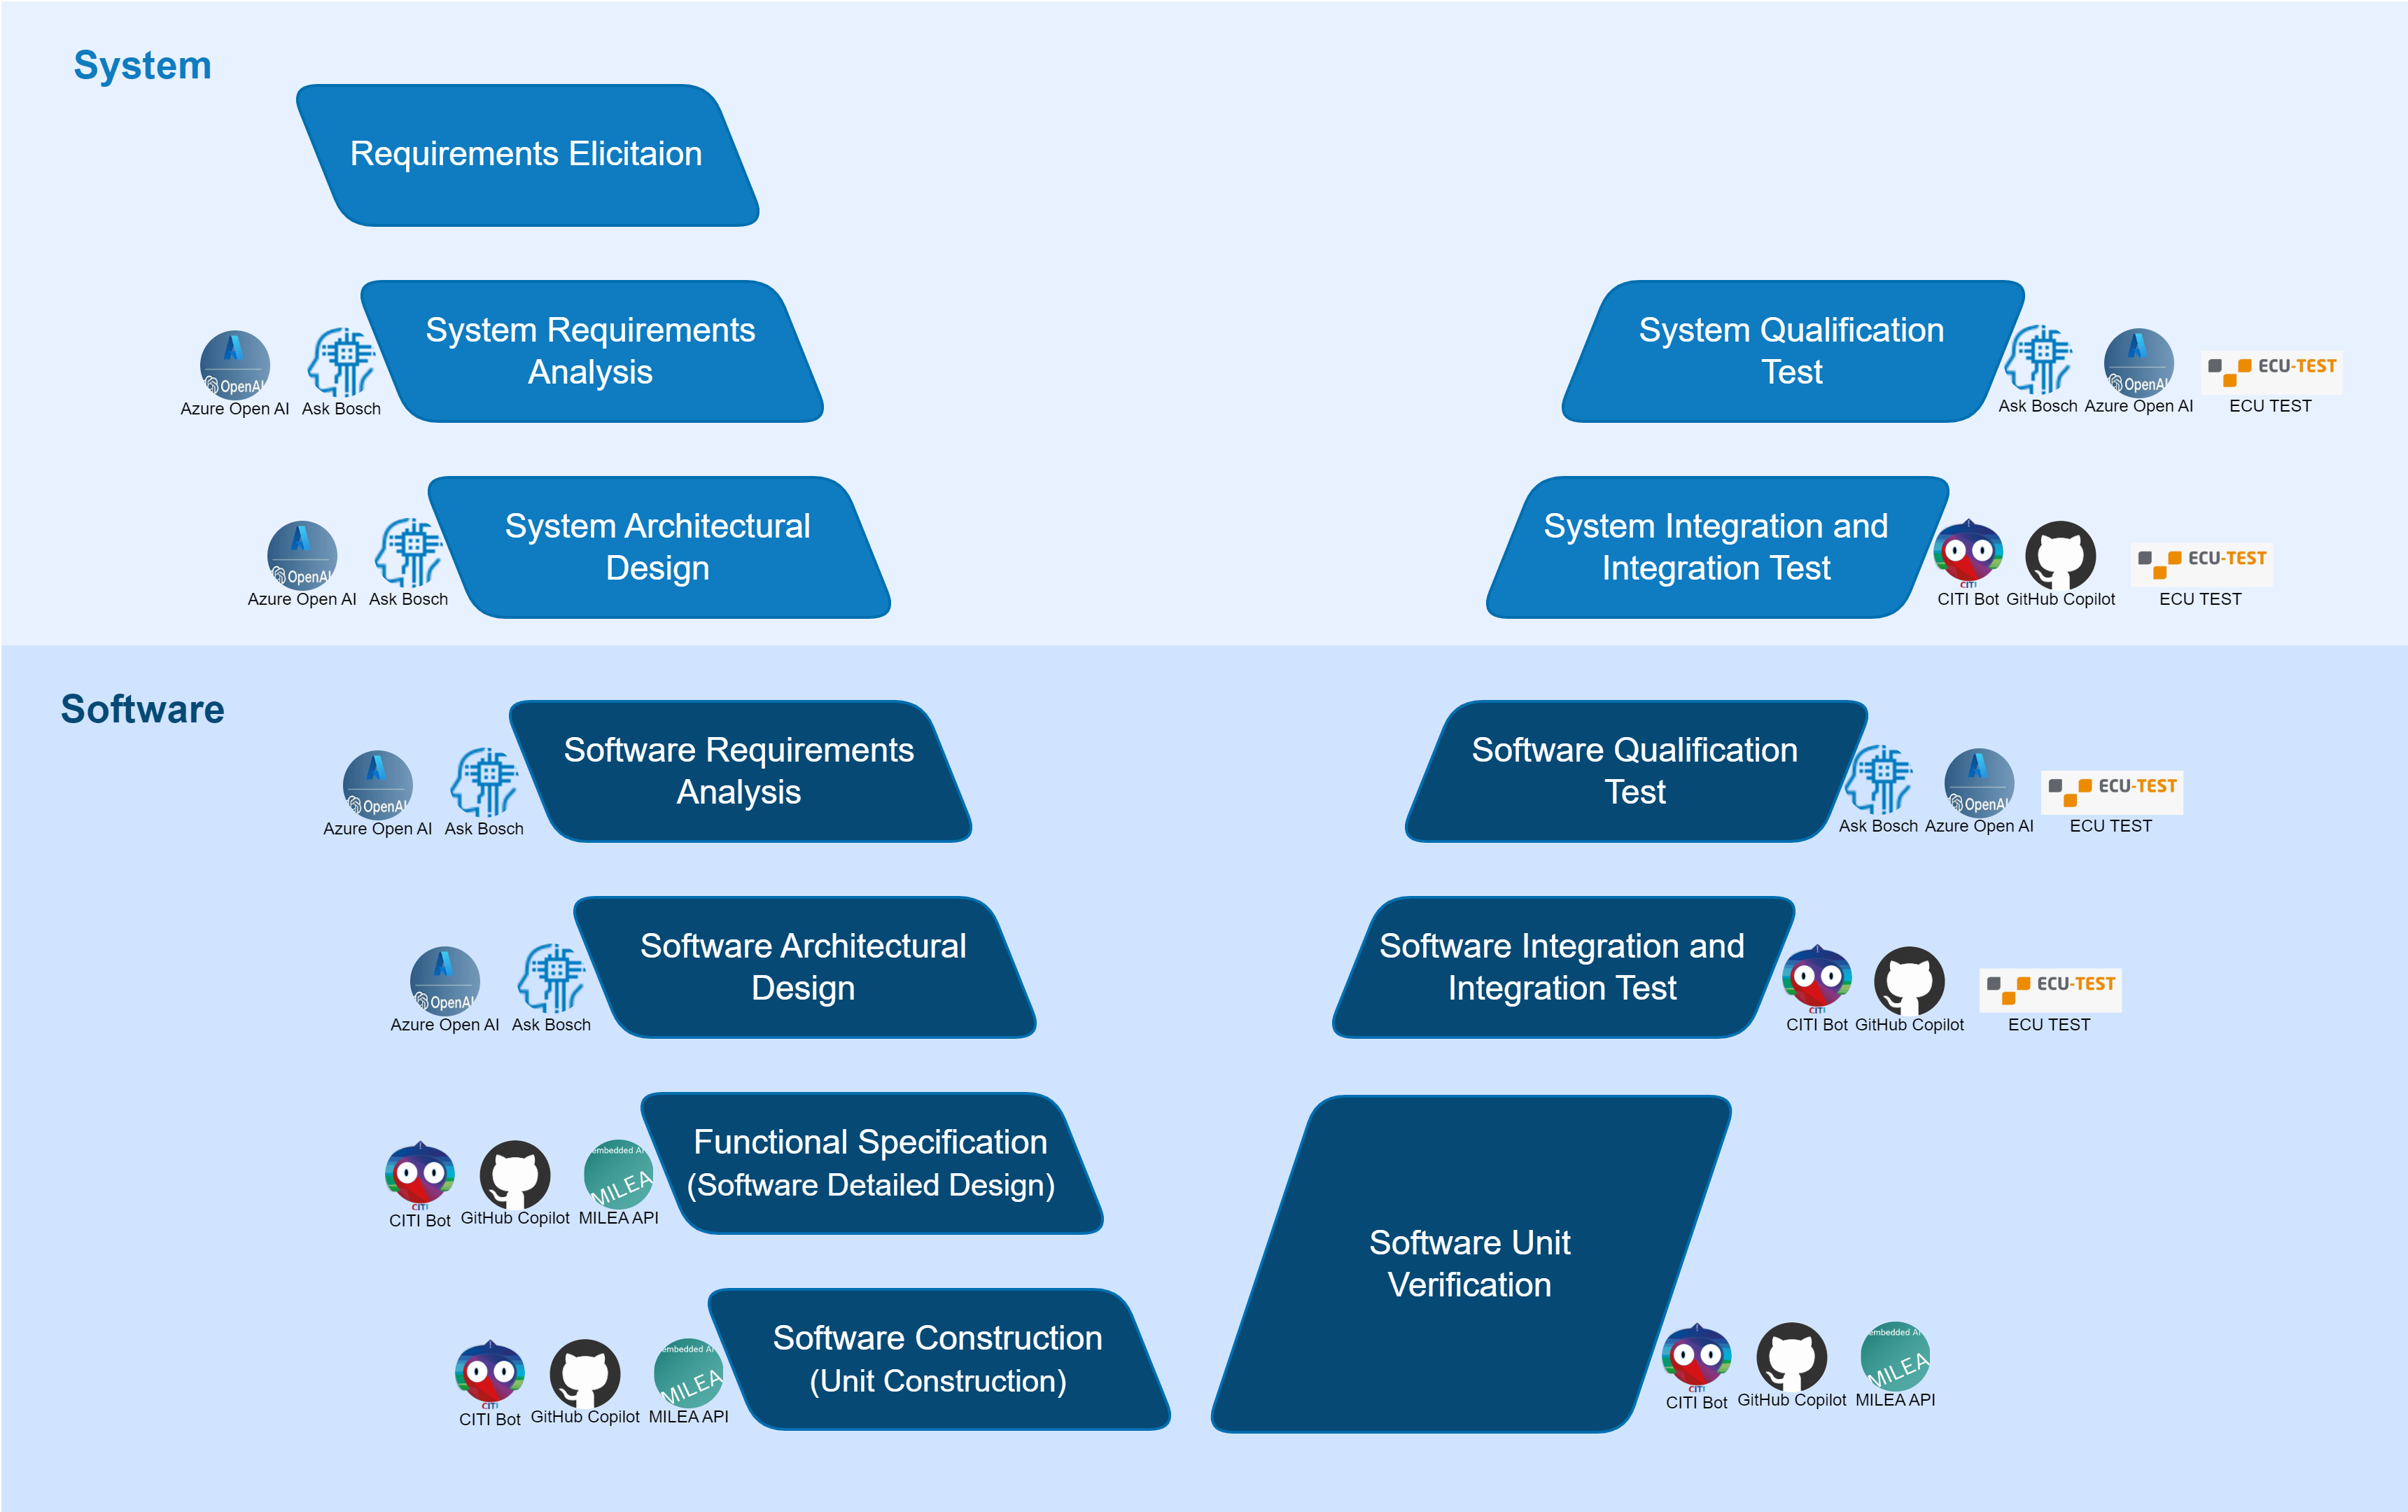 System
Requirements Elicitaion
System Requirements
Analysis
OpenAI
Azure Open AI
Ask Bosch
System Qualification
Test
Ask Bosch
OpenAI
Azure Open AI
ECU-TEST
ECU TEST
System Architectural
Design
OpenAI
Azure Open AI
Ask Bosch
System Integration and
Integration Test
CITI
CITI Bot
GitHub Copilot
ECU-TEST
ECU TEST
Software
Software Requirements
Analysis
OpenAI
Azure Open AI
Ask Bosch
Software Qualification
Test
Ask Bosch
OpenAI
Azure Open AI
ECU-TEST
ECU TEST
Software Architectural
Design
OpenAI
Azure Open AI
Ask Bosch
Software Integration and
Integration Test
CITI
CITI Bot
GitHub Copilot
ECU-TEST
ECU TEST
Functional Specification
(Software Detailed Design)
CITI
CITI Bot
GitHub Copilot
embedded AI
MILEA
MILEA API
Software Unit
Verification
CITI
CITI Bot
GitHub Copilot
embedded AI
MILEA
MILEA API
Software Construction
(Unit Construction)
CITI
CITI Bot
GitHub Copilot
embedded AI
MILEA
MILEA API